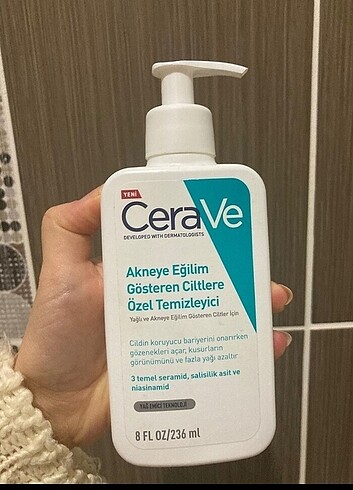 YENİ
CeraVe
DEVELOPED WITH DERMATOLOGISTS
Akneye Eğilim
Gösteren Ciltlere
Özel Temizleyici
Yağlı ve Akneye Eğilim Gösteren Ciltler İçin
Cildin koruyucu bariyerini onarırken
gözenekleri açar, kusurların
görünümünü ve fazla yağı azaltır.
3 temel seramid, salisilik asit ve
niasinamid
YAĞ EMİCİ TEKNOLOJİ
8 FL OZ/236 ml